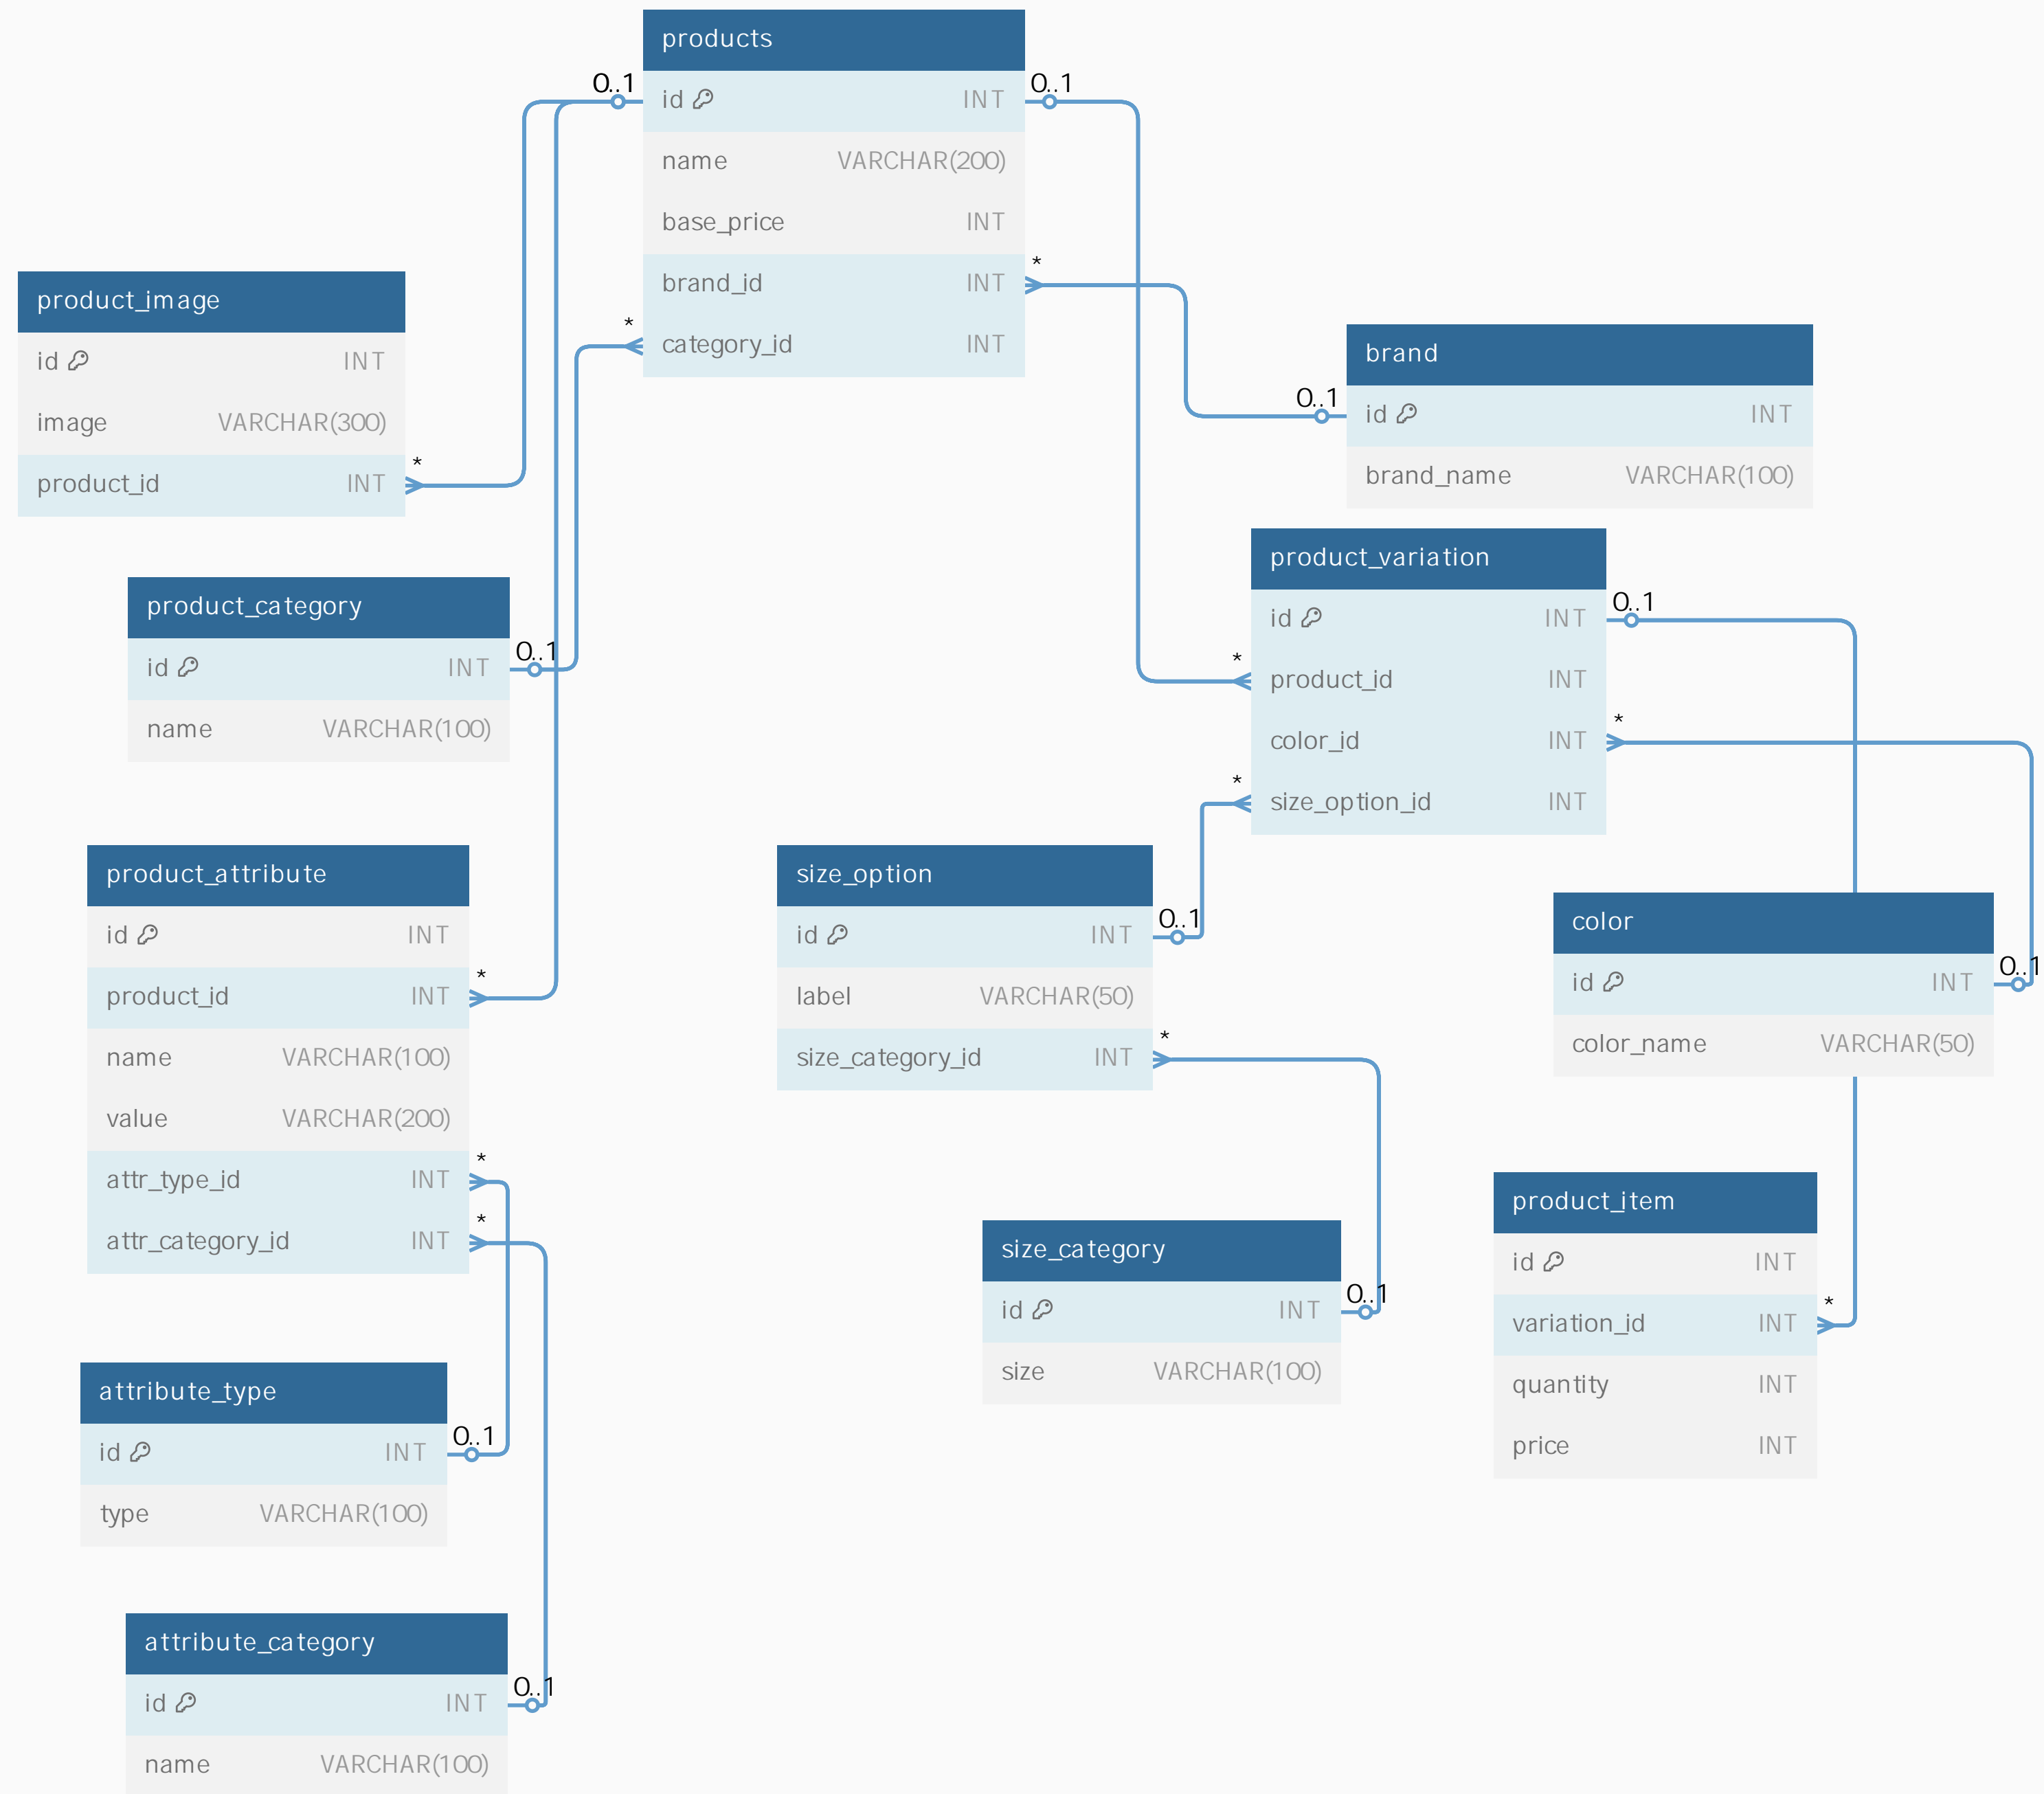 products
0..1
id INT
0..1
name VARCHAR(200)
base_price INT
*
brand_id INT
*
category_id INT
product_image
id INT
image VARCHAR(300)
*
product_id INT
brand
0..1
id INT
brand_name VARCHAR(100)
product_category
0..1
id INT
name VARCHAR(100)
product_variation
0..1
id INT
*
product_id INT
*
color_id INT
*
size_option_id INT
product_attribute
id INT
*
product_id INT
name VARCHAR(100)
value VARCHAR(200)
*
attr_type_id INT
*
attr_category_id INT
size_option
0..1
id INT
label VARCHAR(50)
*
size_category_id INT
color
0..1
id INT
color_name VARCHAR(50)
size_category
0..1
id INT
size VARCHAR(100)
product_item
id INT
*
variation_id INT
quantity INT
price INT
attribute_type
0..1
id INT
type VARCHAR(100)
attribute_category
0..1
id INT
name VARCHAR(100)